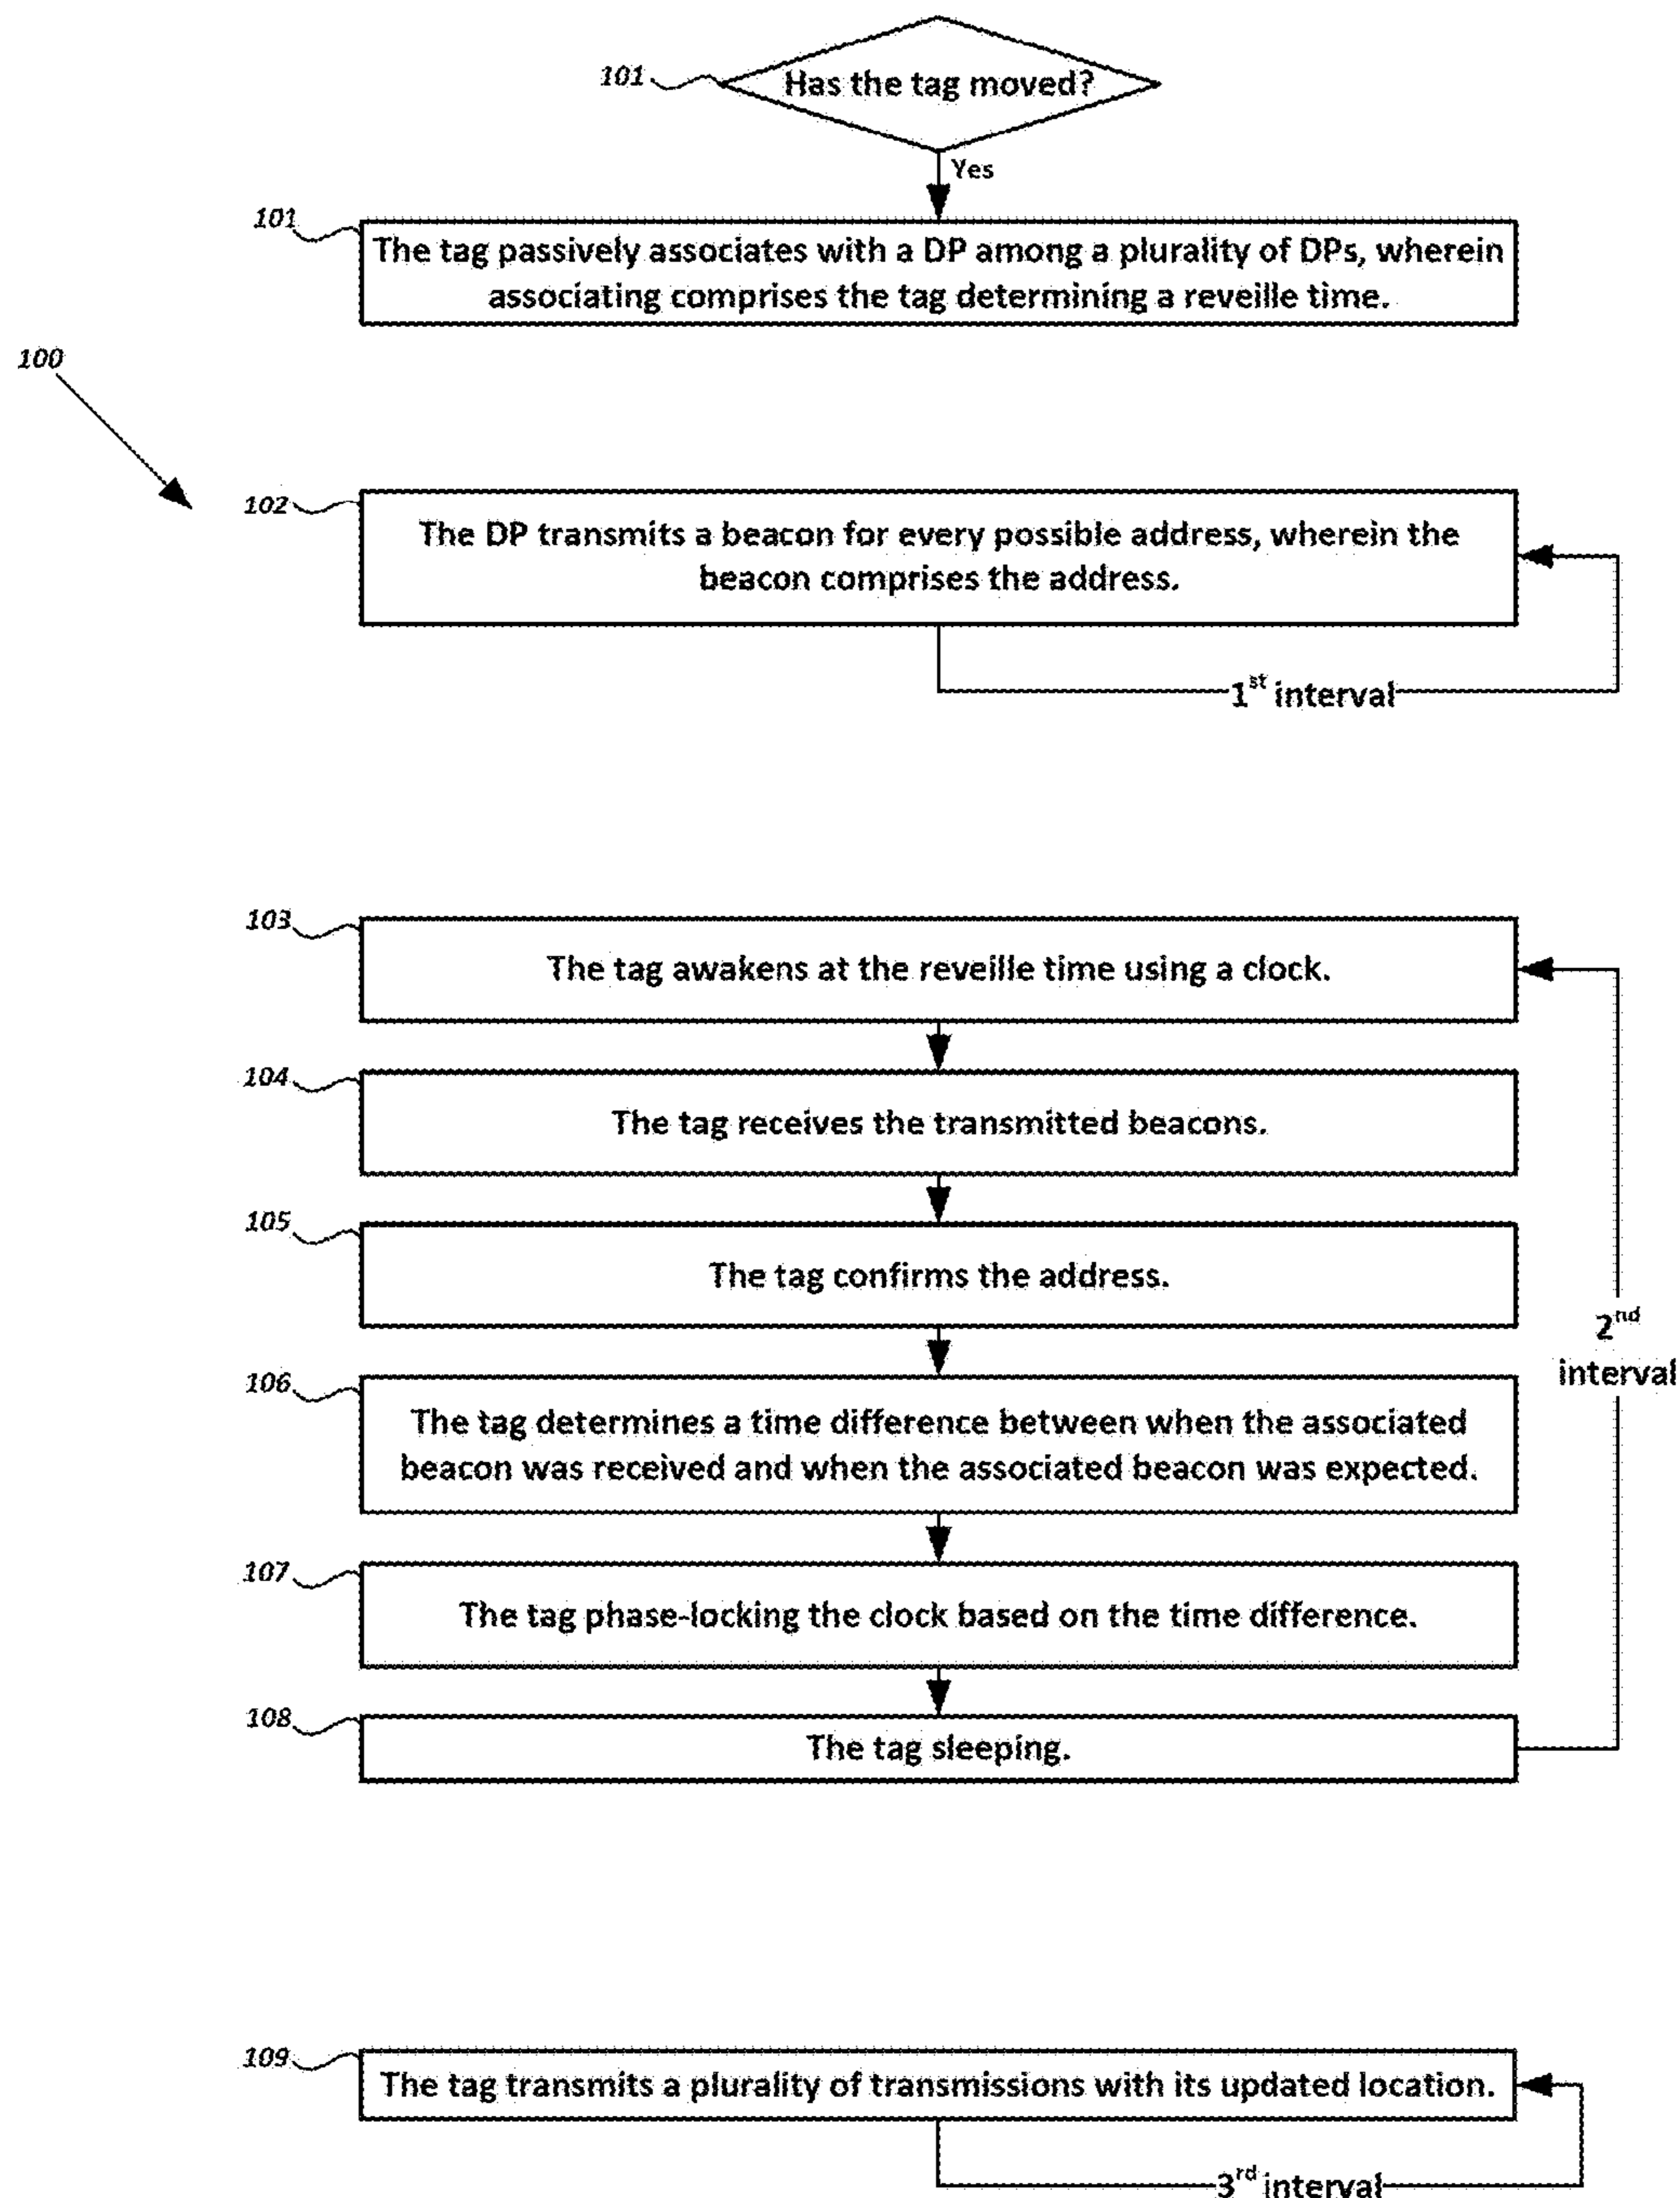 101
Has the tag moved?
Yes
101
The tag passively associates with a DP among a plurality of DPs, wherein
associating comprises the tag determining a reveille time.
100
102
The DP transmits a beacon for every possible address, wherein the
beacon comprises the address.
1st interval
103
The tag awakens at the reveille time using a clock.
104
The tag receives the transmitted beacons.
105
The tag confirms the address.
2nd
interval
106
The tag determines a time difference between when the associated
beacon was received and when the associated beacon was expected.
107
The tag phase-locking the clock based on the time difference.
108
The tag sleeping.
109
The tag transmits a plurality of transmissions with its updated location.
3rd interval